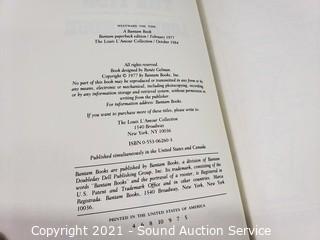 WESTWARD THE TIDE
A Bantam Book
Bantam paperback edition / February 1977
The Louis L'Amour Collection / October 1984
All rights reserved.
Book designed by Renée Gelman.
Copyright © 1977 by Bantam Books, Inc.
No part of this book may be reproduced or transmitted in any form or by any
means, electronic or mechanical, including photocopying, recording,
or by any information storage and retrieval system, without permission in
writing from the publisher.
For information address: Bantam Books.
If you want to purchase more of these titles, please write to:
The Louis L'Amour Collection
1540 Broadway
New York, NY 10036
ISBN 0-553-06260-5
Published simultaneously in the United States and Canada
Bantam Books are published by Bantam Books, a division of Bantam
Doubleday Dell Publishing Group, Inc. Its trademark, consisting of the
words "Bantam Books" and the portrayal of a rooster, is Registered in
U.S. Patent and Trademark Office and in other countries. Marca
Registrada. Bantam Books, 1540 Broadway, New York, New York
10036.
PRINTED IN THE UNITED STATES OF AMERICA
Copyright 2021 - SourceOneAuctions.com